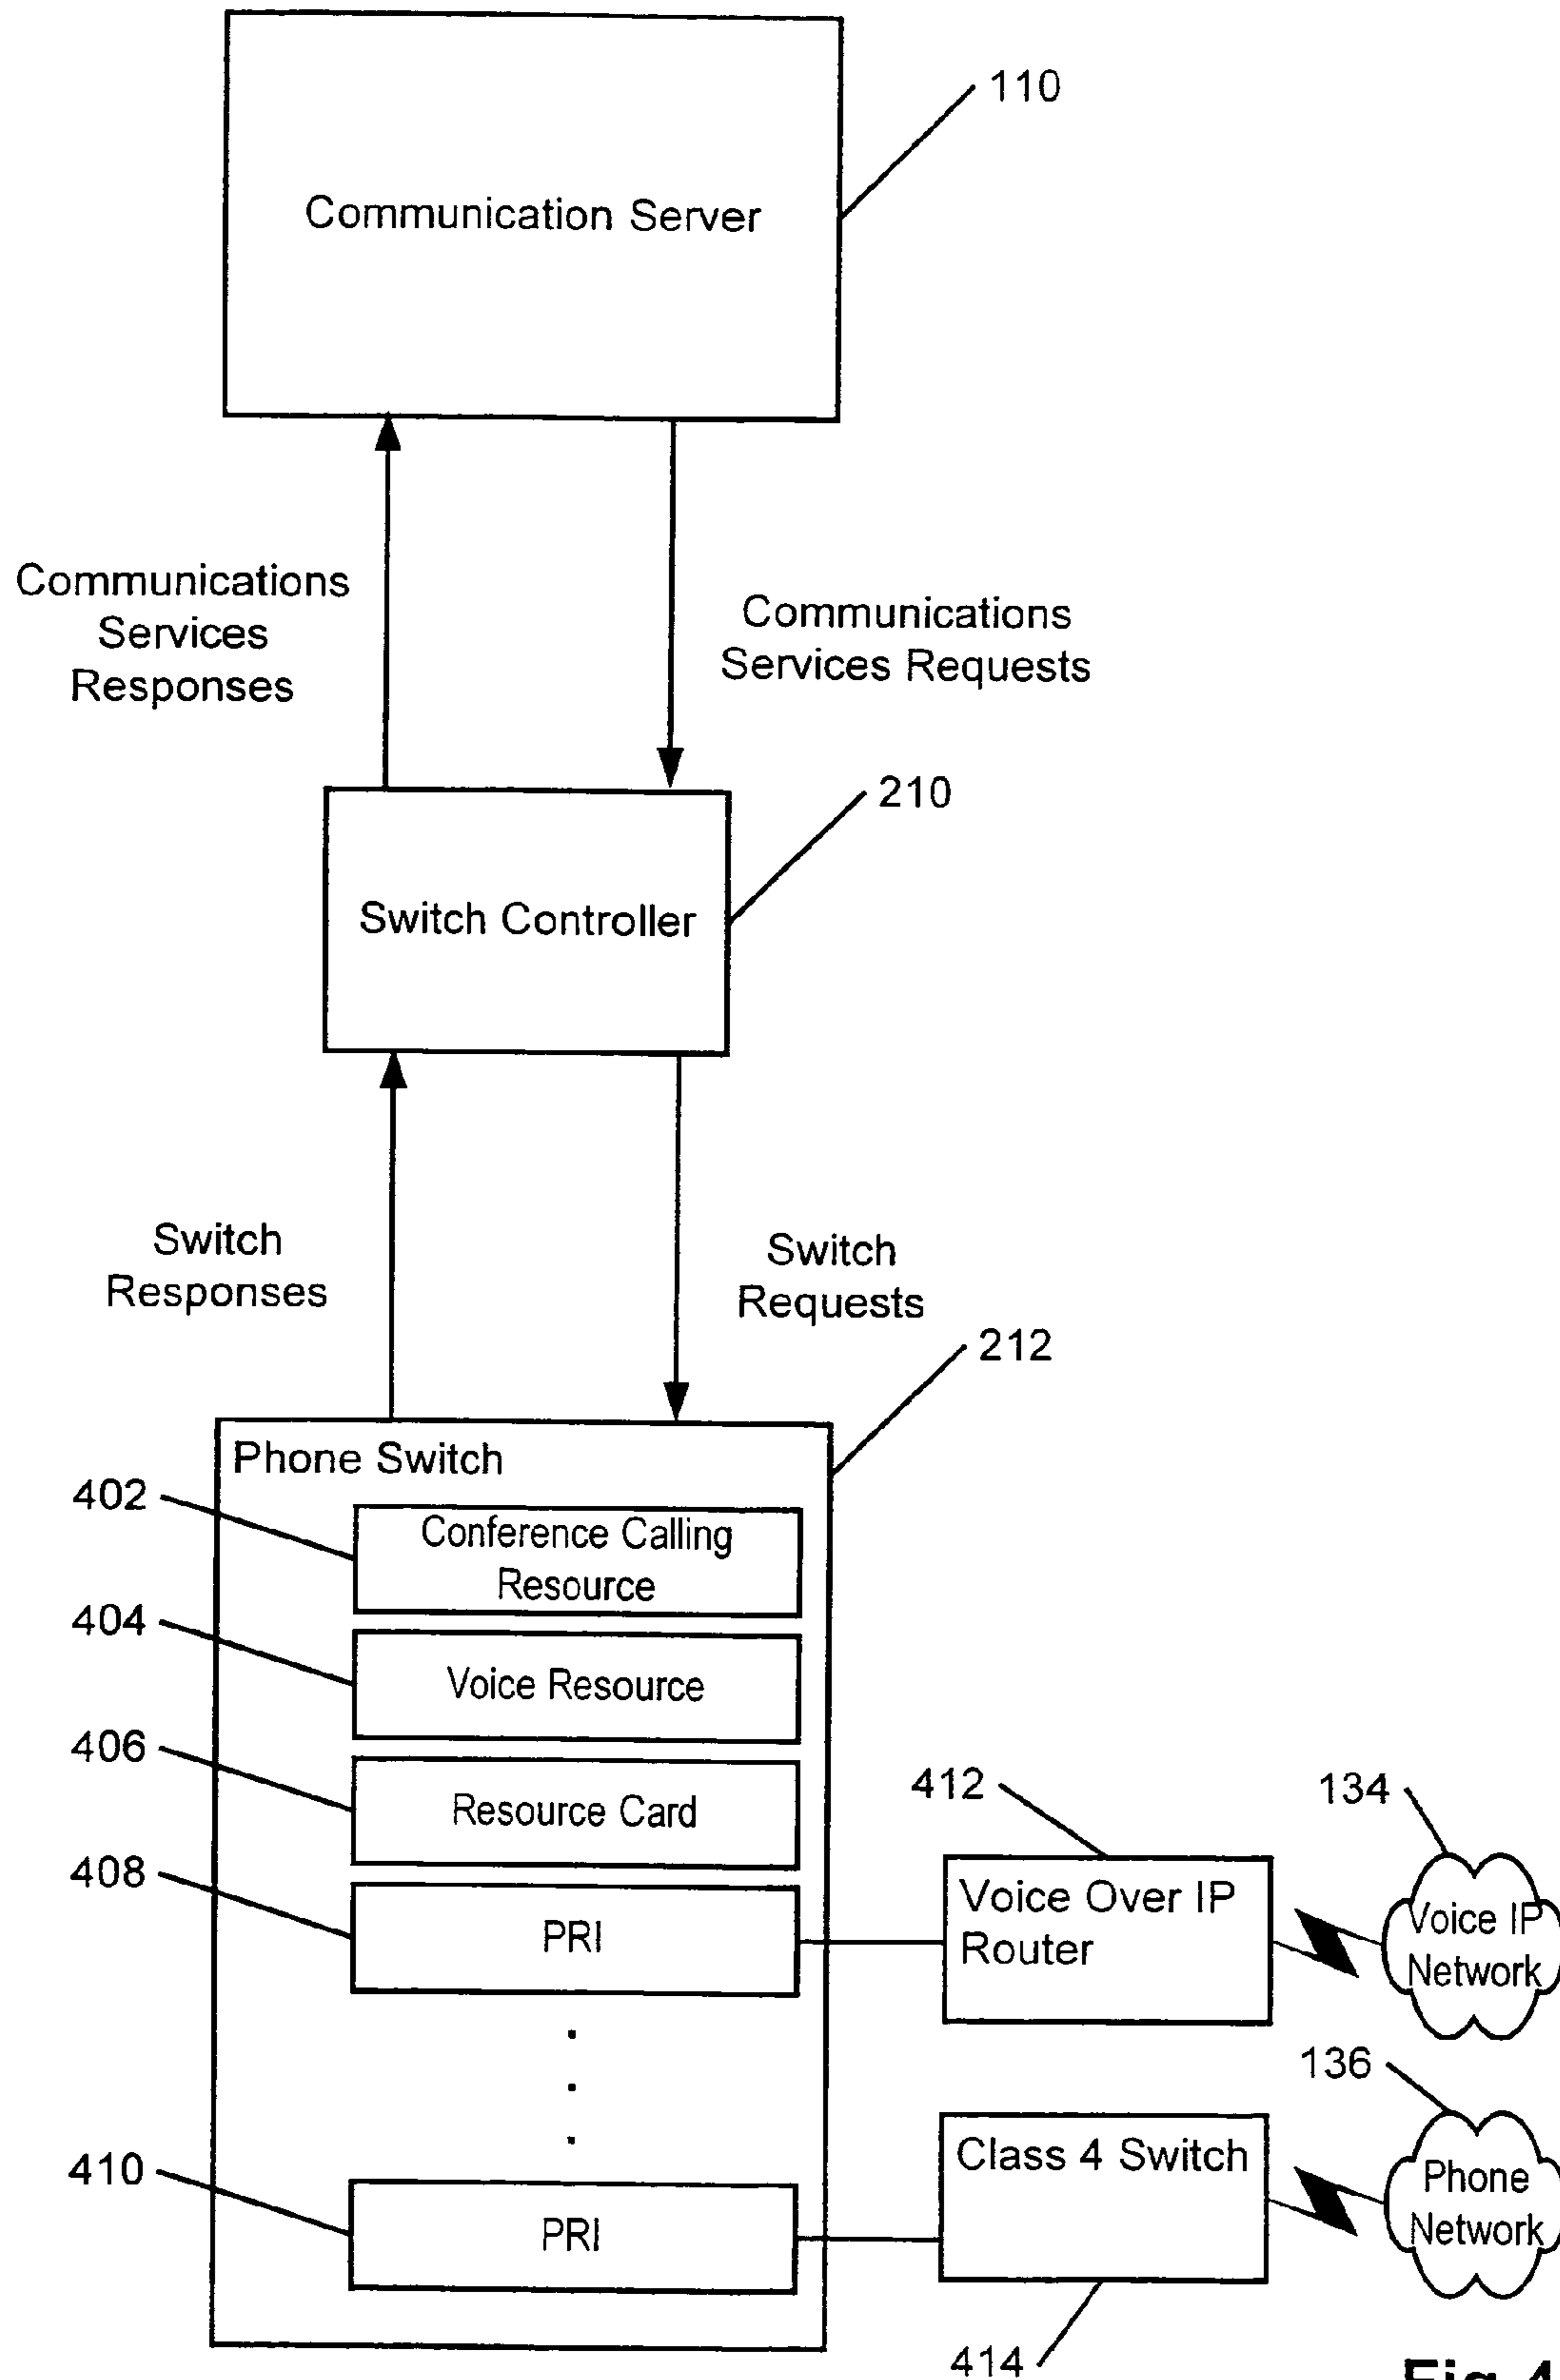 110
Communication Server
Communications
Services
Responses
Communications
Services Requests
210
Switch Controller
Switch
Responses
Switch
Requests
212
Phone Switch
402
Conference Calling
Resource
404
Voice Resource
406
Resource Card
412
134
408
PRI
Voice Over IP
Router
Voice IP
Network
.
.
.
136
410
PRI
Class 4 Switch
Phone
Network
414
Fig 4